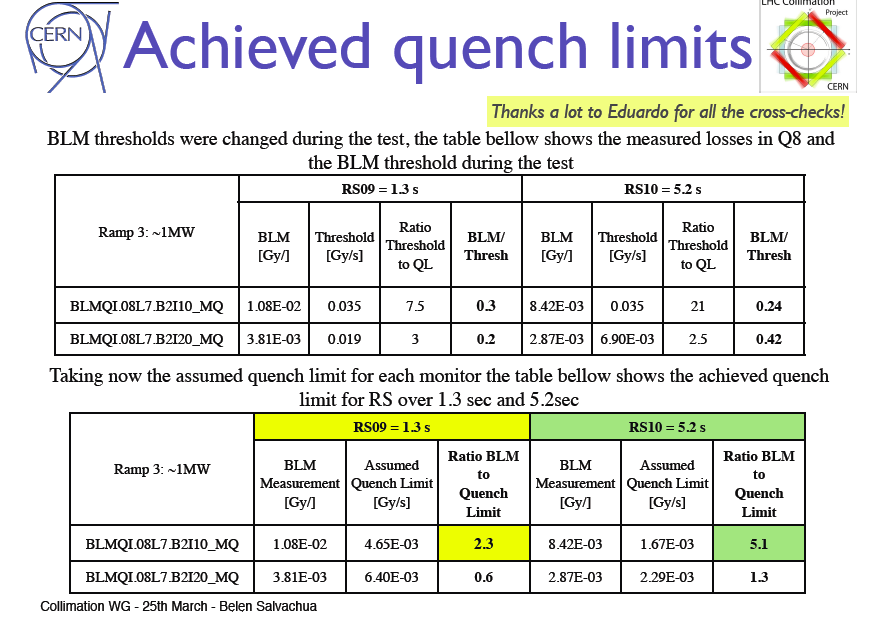 CERN
Achieved quench limits
LHC Collimation
Project
CERN
Thanks a lot to Eduardo for all the cross-checks!
BLM thresholds were changed during the test, the table bellow shows the measured losses in Q8 and
the BLM threshold during the test
Ramp 3: ~1MW
RS09 = 1.3 s
RS10 = 5.2 s
BLM [Gy/]
Threshold [Gy/s]
Ratio Threshold to QL
BLM/ Thresh
BLM [Gy/]
Threshold [Gy/s]
Ratio Threshold to QL
BLM/ Thresh
BLMQI.08L7.B2I10_MQ 1.08E-02 0.035 7.5 0.3 8.42E-03 0.035 21 0.24
BLMQI.08L7.B2I20_MQ 3.81E-03 0.019 3 0.2 2.87E-03 6.90E-03 2.5 0.42
Taking now the assumed quench limit for each monitor the table bellow shows the achieved quench
limit for RS over 1.3 sec and 5.2sec
Ramp 3: ~1MW
RS09 = 1.3 s
RS10 = 5.2 s
BLM Measurement [Gy/]
Assumed Quench Limit [Gy/s]
Ratio BLM to Quench Limit
BLM Measurement [Gy/]
Assumed Quench Limit [Gy/s]
Ratio BLM to Quench Limit
BLMQI.08L7.B2I10_MQ 1.08E-02 4.65E-03 2.3 8.42E-03 1.67E-03 5.1
BLMQI.08L7.B2I20_MQ 3.81E-03 6.40E-03 0.6 2.87E-03 2.29E-03 1.3
Collimation WG - 25th March - Belen Salvachua